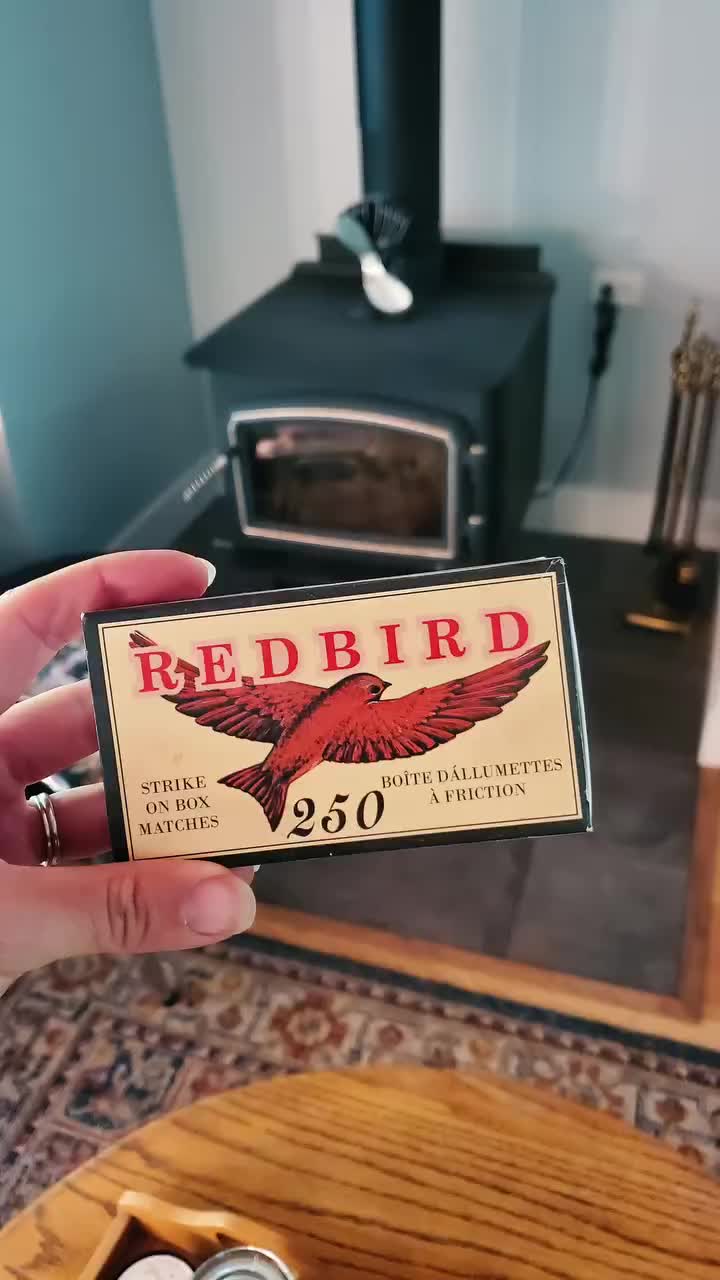 REDBIRD
STRIKE
ON BOX
MATCHES
250
BOÎTE DÁLLUMETTES
À FRICTION